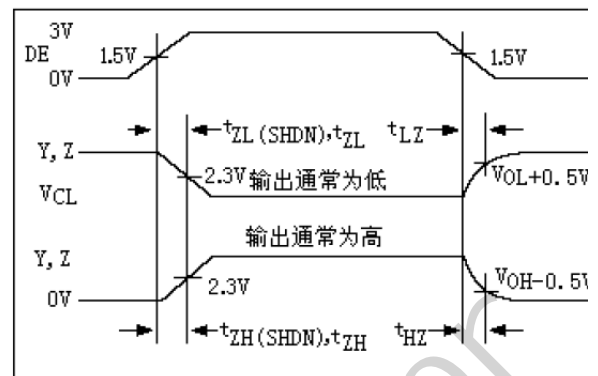 3V
DE
1.5V
1.5V
0V
tZL(SHDN),tZL
tLZ
Y,Z
2.3V 输出通常为低
VOL+0.5V
VCL
输出通常为高
Y,Z
2.3V
VOH-0.5V
0V
tZH(SHDN),tZH
tHZ